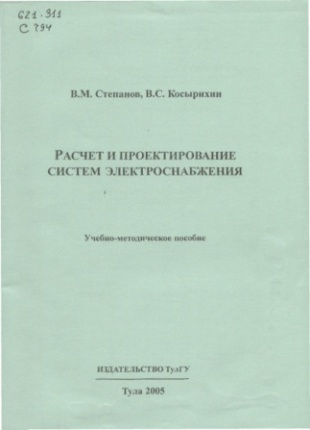 621.311
С 794
В.М. Степанов, В.С. Косырихин
РАСЧЕТ И ПРОЕКТИРОВАНИЕ
СИСТЕМ ЭЛЕКТРОСНАБЖЕНИЯ
Учебно-методическое пособие
ИЗДАТЕЛЬСТВО ТулГУ
Тула 2005